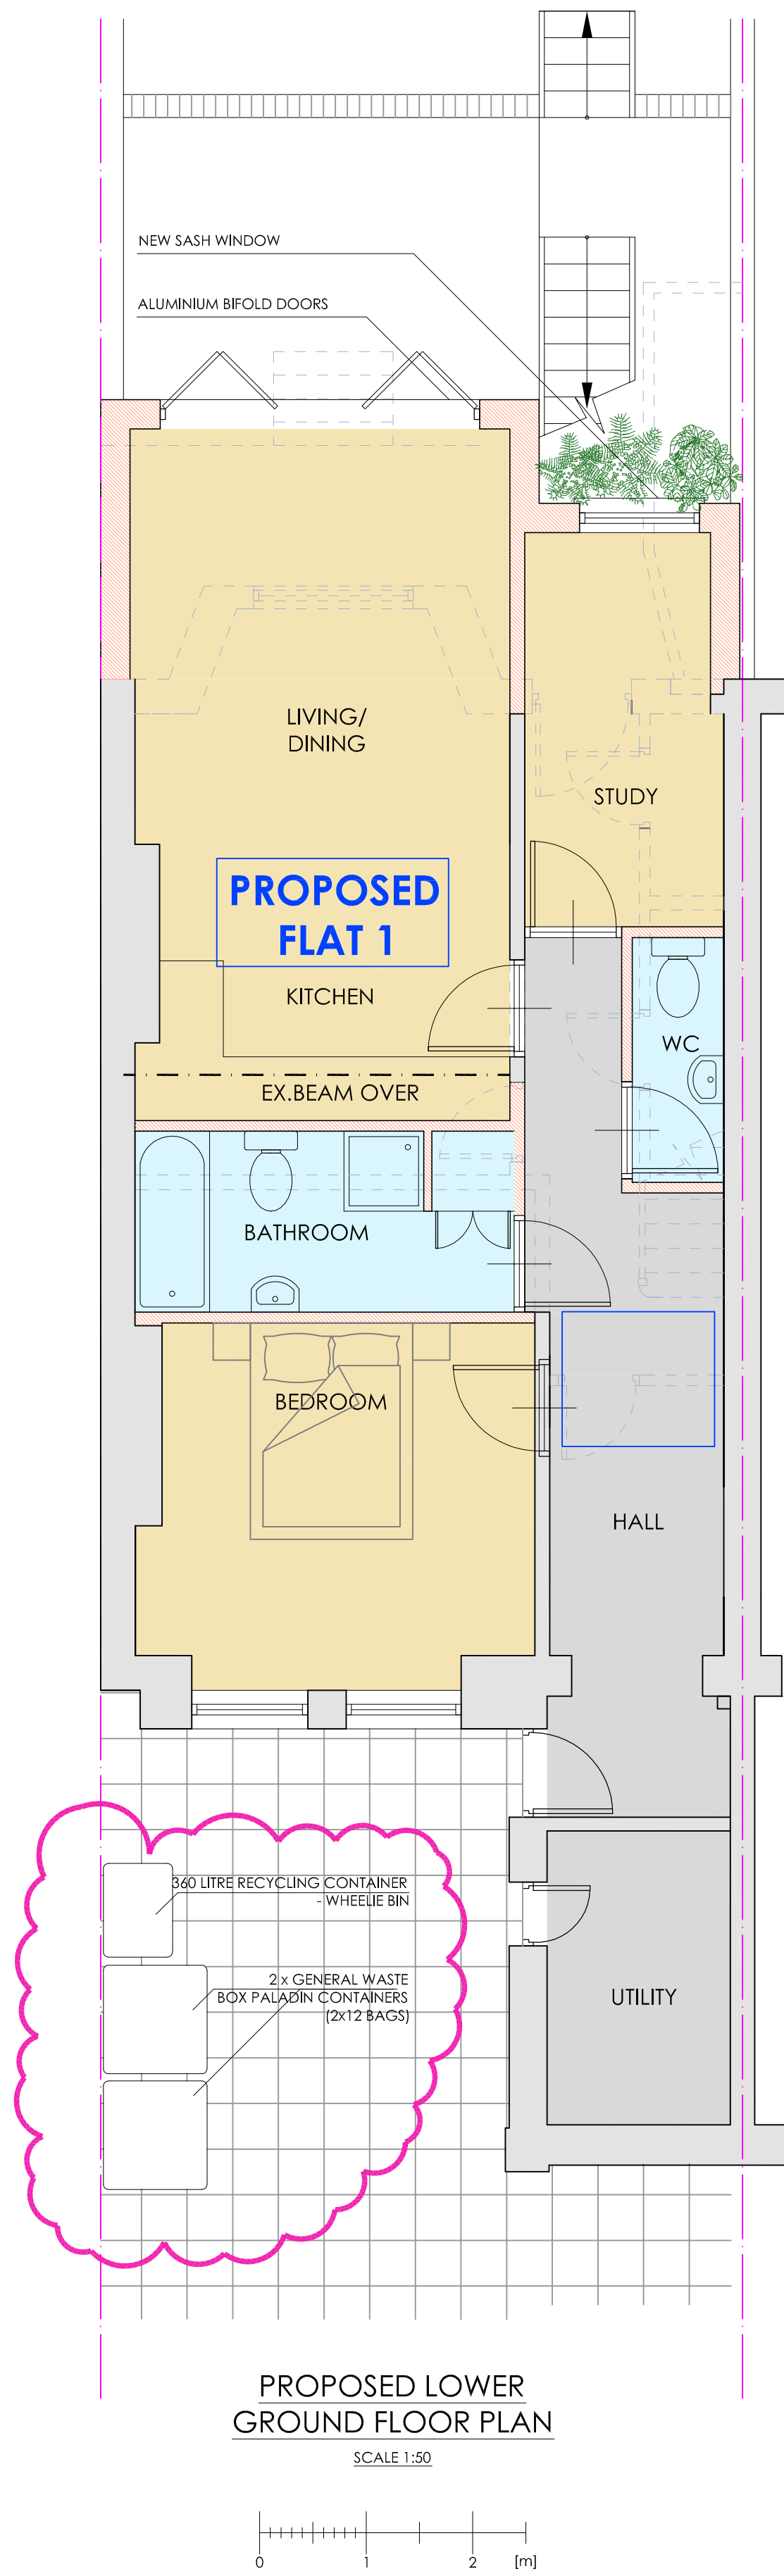 NEW SASH WINDOW
ALUMINIUM BIFOLD DOORS
LIVING/
DINING
STUDY
PROPOSED
FLAT 1
KITCHEN
WC
EX.BEAM OVER
BATHROOM
BEDROOM
HALL
360 LITRE RECYCLING CONTAINER
- WHEELIE BIN
2 x GENERAL WASTE
BOX PALADIN CONTAINERS
(2x12 BAGS)
UTILITY
PROPOSED LOWER
GROUND FLOOR PLAN
SCALE 1:50
0 1 2 [m]